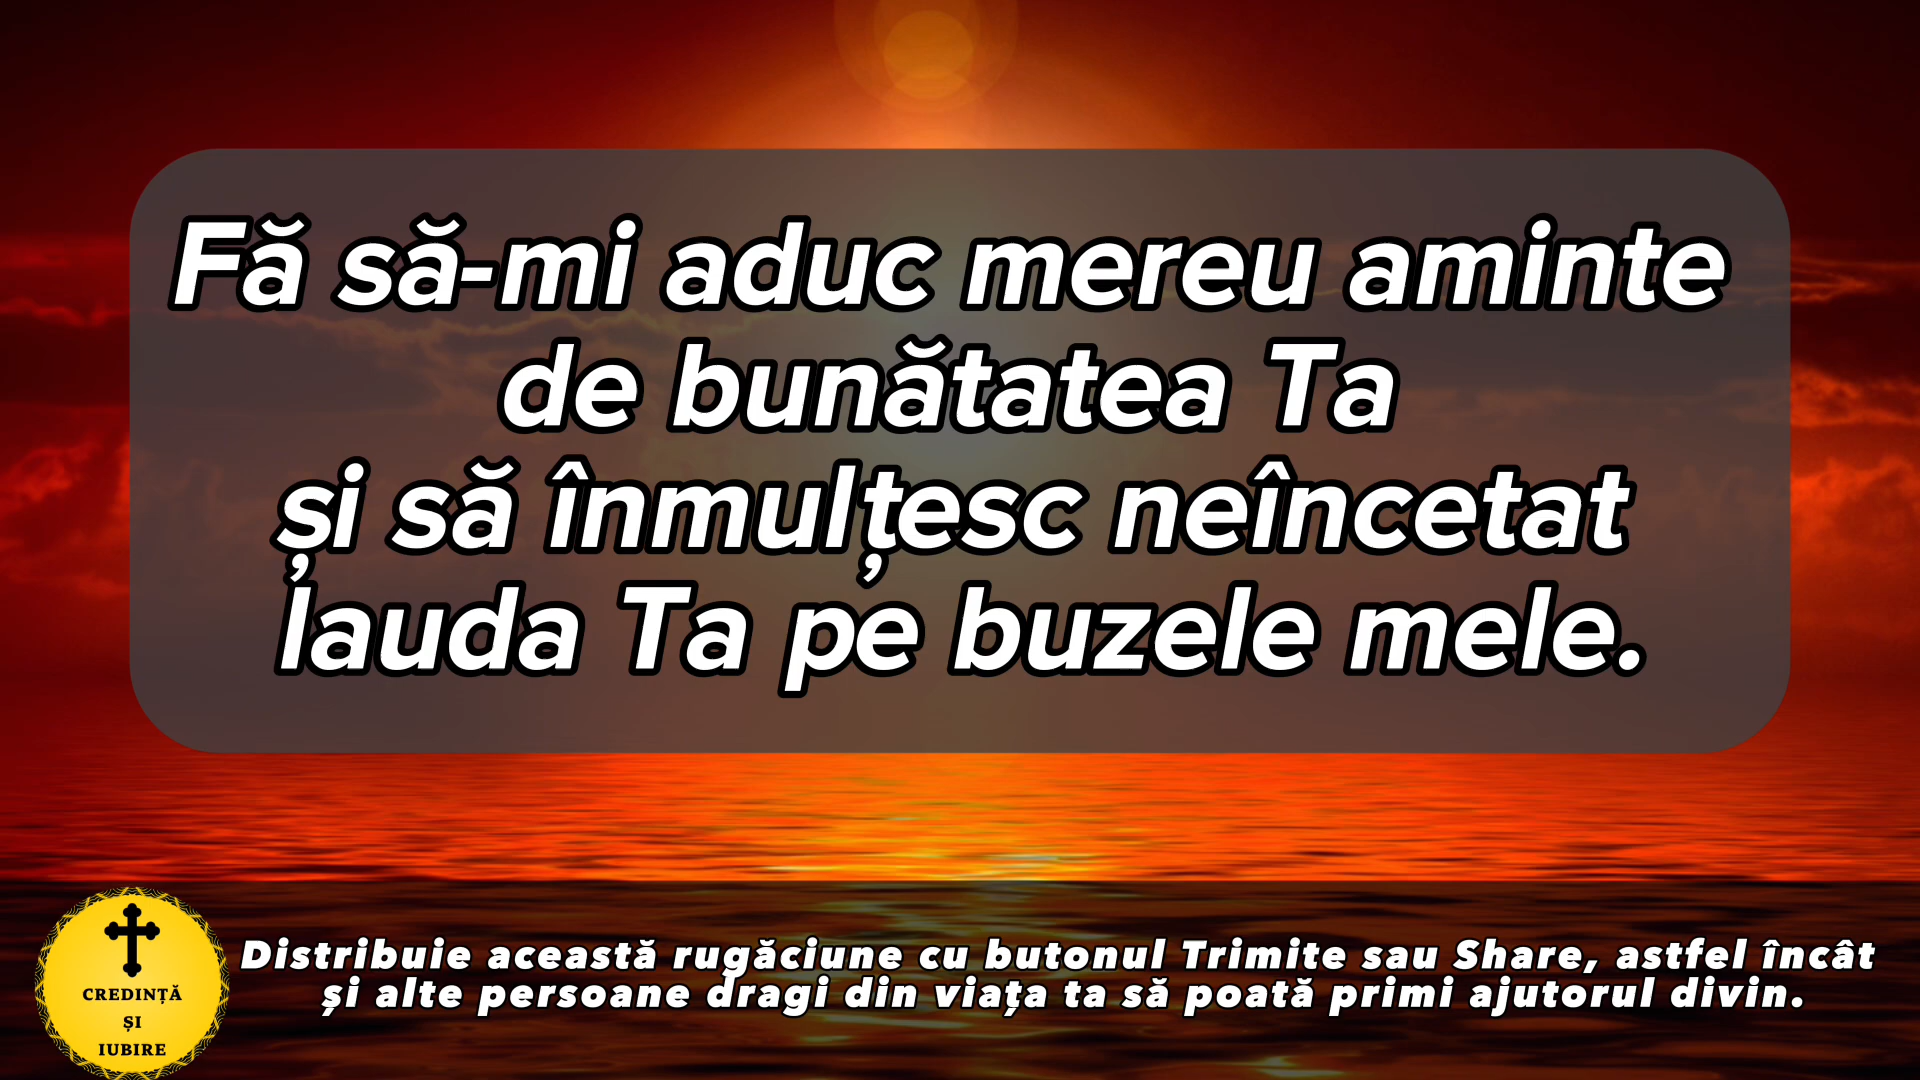 Fă să-mi aduc mereu aminte
de bunătatea Ta
și să înmulțesc neîncetat
lauda Ta pe buzele mele.
Distribuie această rugăciune cu butonul Trimite sau Share, astfel încât
și alte persoane dragi din viața ta să poată primi ajutorul divin.
CREDINȚĂ
ȘI
IUBIRE